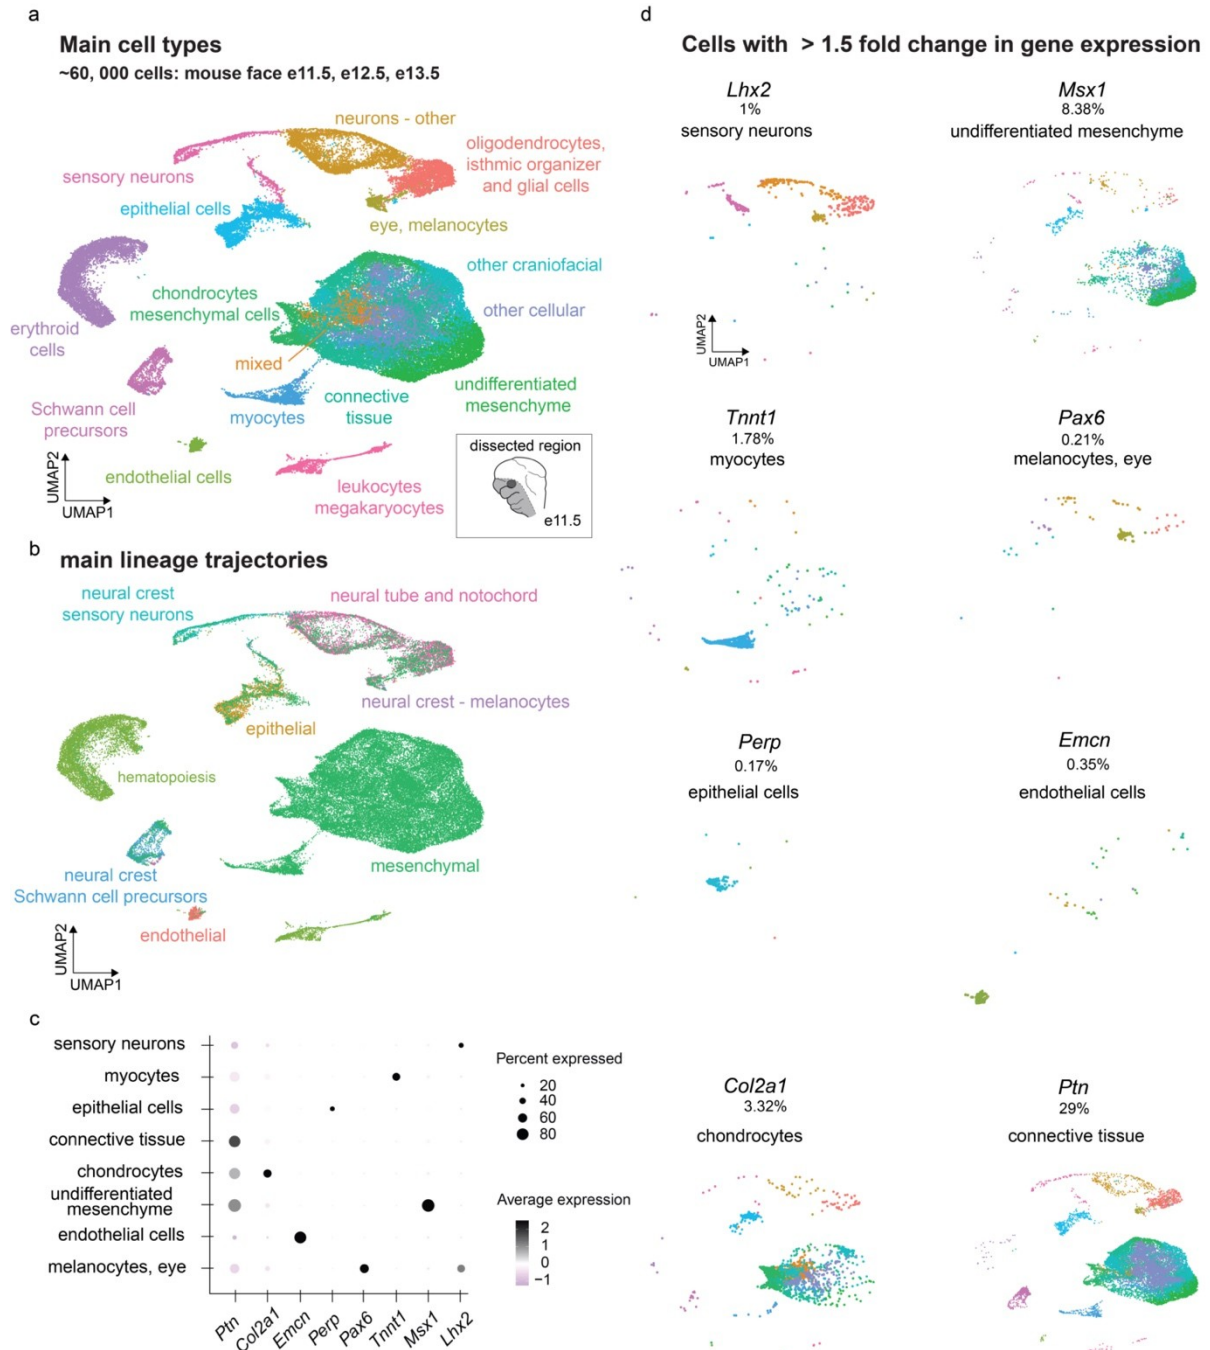 a
Main cell types
~60, 000 cells: mouse face e11.5, e12.5, e13.5
neurons - other
oligodendrocytes,
isthmic organizer
and glial cells
sensory neurons
epithelial cells
eye, melanocytes
other craniofacial
chondrocytes
mesenchymal cells
other cellular
erythroid
cells
mixed
undifferentiated
mesenchyme
Schwann cell
precursors
myocytes
connective
tissue
endothelial cells
leukocytes
megakaryocytes
dissected region
e11.5
UMAP2
UMAP1
b
main lineage trajectories
neural crest
sensory neurons
neural tube and notochord
neural crest - melanocytes
epithelial
hematopoiesis
mesenchymal
neural crest
Schwann cell precursors
endothelial
UMAP2
UMAP1
c
sensory neurons
myocytes
epithelial cells
connective tissue
chondrocytes
undifferentiated
mesenchyme
endothelial cells
melanocytes, eye
Ptn
Col2a1
Emcn
Perp
Pax6
Tnnt1
Msx1
Lhx2
Percent expressed
20
40
60
80
Average expression
2
1
0
−1
d
Cells with > 1.5 fold change in gene expression
Lhx2
1%
sensory neurons
UMAP2
UMAP1
Msx1
8.38%
undifferentiated mesenchyme
Tnnt1
1.78%
myocytes
Pax6
0.21%
melanocytes, eye
Perp
0.17%
epithelial cells
Emcn
0.35%
endothelial cells
Col2a1
3.32%
chondrocytes
Ptn
29%
connective tissue